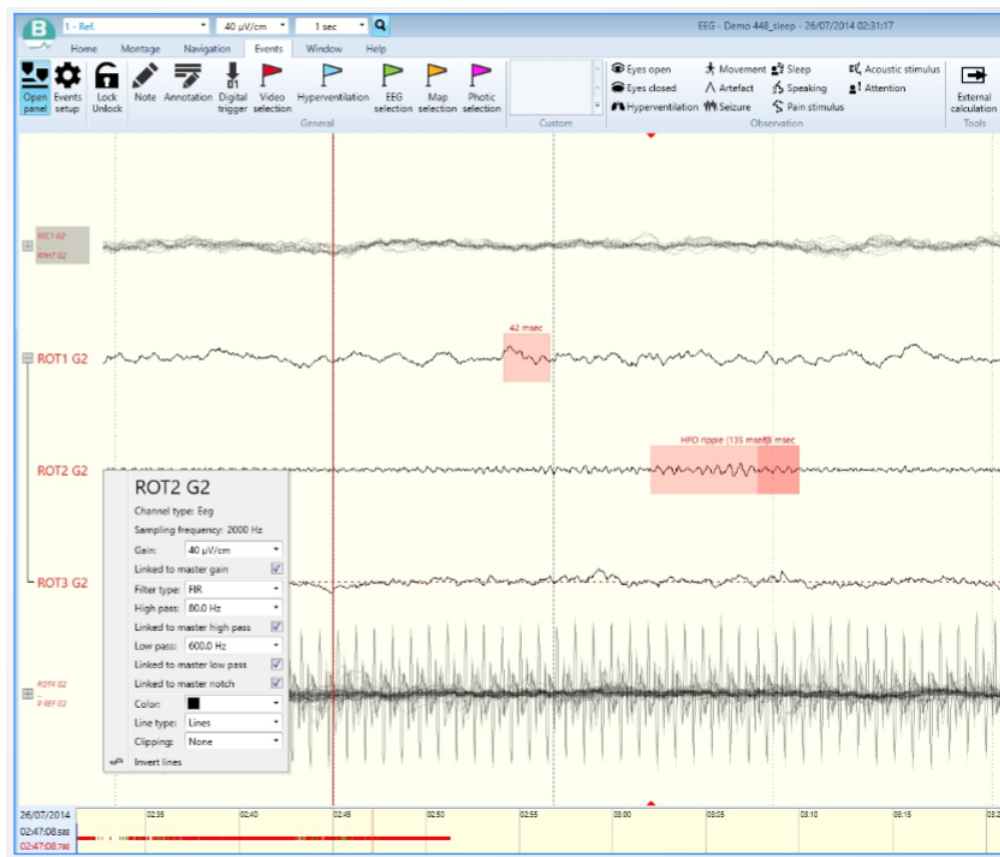 B
1 - Ref.
40 µV/cm
1 sec
EEG - Demo 448_sleep - 26/07/2014 02:31:17
Home
Montage
Navigation
Events
Window
Help
Open panel
Events setup
Lock Unlock
Note
Annotation
Digital trigger
01
Video selection
Hyperventilation
EEG selection
Map selection
Photic selection
General
Custom
Eyes open
Movement
Sleep
Acoustic stimulus
Eyes closed
Artefact
Speaking
Attention
Hyperventilation
Seizure
Pain stimulus
Observation
External calculation
Tools
REC1 G2
RPH7 G2
42 msec
ROT1 G2
HFO ripple (135 msec
msec
ROT2 G2
ROT2 G2
Channel type: Eeg
Sampling frequency: 2000 Hz
Gain: 40 µV/cm
Linked to master gain
Filter type: FIR
High pass: 80.0 Hz
Linked to master high pass
Low pass: 600.0 Hz
Linked to master low pass
Linked to master notch
Color:
Line type: Lines
Clipping: None
Invert lines
ROT3 G2
ROT4 G2
P REF G2
26/07/2014
02:47:08.588
02:47:08.798
02:35
02:40
02:45
02:50
02:55
03:00
03:05
03:10
03:15